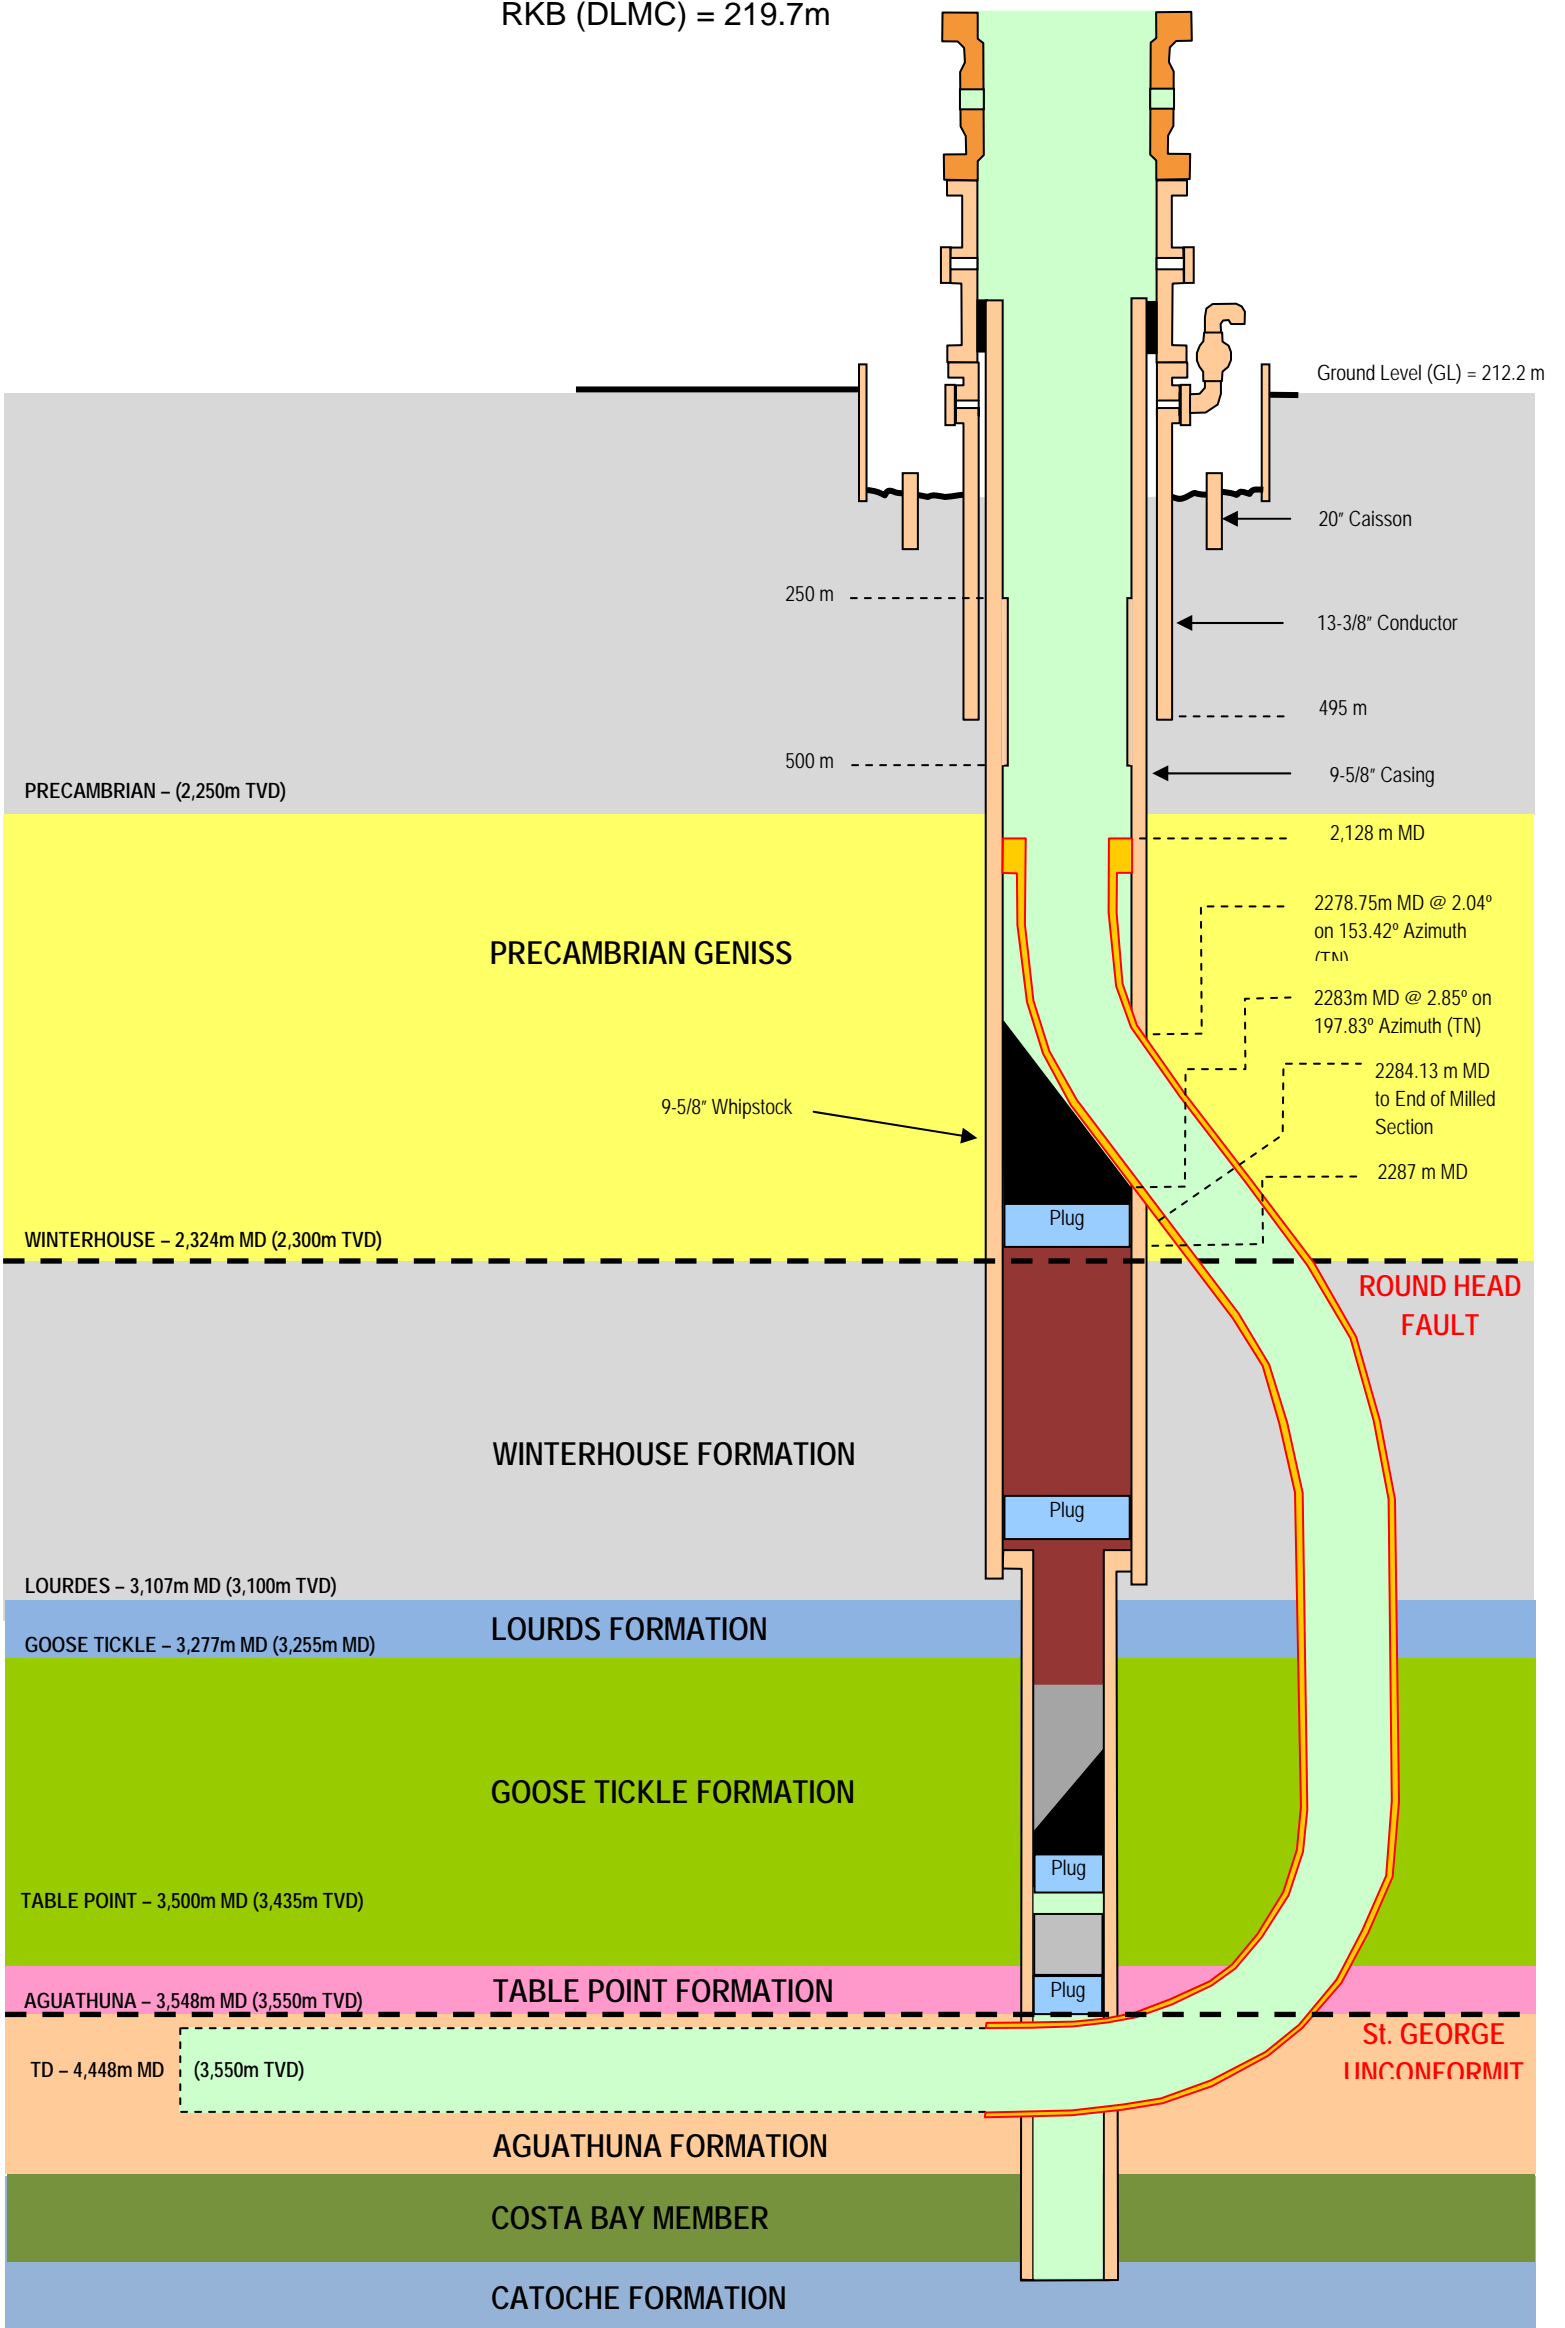 RKB (DLMC) = 219.7m
Ground Level (GL) = 212.2 m
20" Caisson
250 m
13-3/8" Conductor
495 m
500 m
9-5/8" Casing
PRECAMBRIAN – (2,250m TVD)
2,128 m MD
2278.75m MD @ 2.04º
on 153.42º Azimuth
(TN)
PRECAMBRIAN GENISS
2283m MD @ 2.85º on
197.83º Azimuth (TN)
2284.13 m MD
to End of Milled
Section
9-5/8" Whipstock
2287 m MD
Plug
WINTERHOUSE – 2,324m MD (2,300m TVD)
ROUND HEAD
FAULT
WINTERHOUSE FORMATION
Plug
LOURDES – 3,107m MD (3,100m TVD)
LOURDS FORMATION
GOOSE TICKLE – 3,277m MD (3,255m MD)
GOOSE TICKLE FORMATION
Plug
TABLE POINT – 3,500m MD (3,435m TVD)
TABLE POINT FORMATION
Plug
AGUATHUNA – 3,548m MD (3,550m TVD)
St. GEORGE
UNCONFORMIT
TD – 4,448m MD (3,550m TVD)
AGUATHUNA FORMATION
COSTA BAY MEMBER
CATOCHE FORMATION